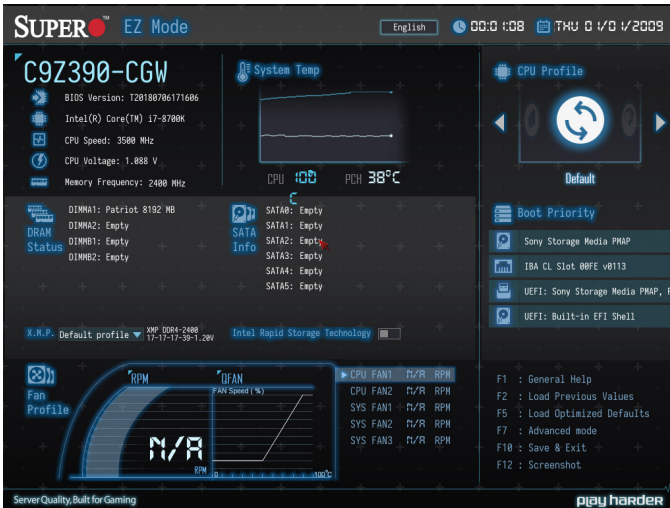 SUPER EZ Mode English 00:01:08 THU 01/01/2009
C9Z390-CGW
BIOS Version: T20180706171606
Intel(R) Core(TM) i7-8700K
CPU Speed: 3500 MHz
CPU Voltage: 1.088 V
Memory Frequency: 2400 MHz
System Temp
CPU 100 PCH 38°C
C
CPU Profile
Default
DRAM
Status
DIMMA1: Patriot 8192 MB
DIMMA2: Empty
DIMMB1: Empty
DIMMB2: Empty
SATA
Info
SATA0: Empty
SATA1: Empty
SATA2: Empty
SATA3: Empty
SATA4: Empty
SATA5: Empty
X.M.P. Default profile XMP DDR4-2400
17-17-17-39-1.20V
Intel Rapid Storage Technology
Boot Priority
Sony Storage Media PMAP
IBA CL Slot 00FE v0113
UEFI: Sony Storage Media PMAP,
UEFI: Built-in EFI Shell
Fan
Profile
RPM
N/A
RPM
QFAN
FAN Speed ( %)
0
100°C
CPU FAN1 N/A RPM
CPU FAN2 N/A RPM
SYS FAN1 N/A RPM
SYS FAN2 N/A RPM
SYS FAN3 N/A RPM
F1 : General Help
F2 : Load Previous Values
F5 : Load Optimized Defaults
F7 : Advanced mode
F10 : Save & Exit
F12 : Screenshot
Server Quality, Built for Gaming
play harder